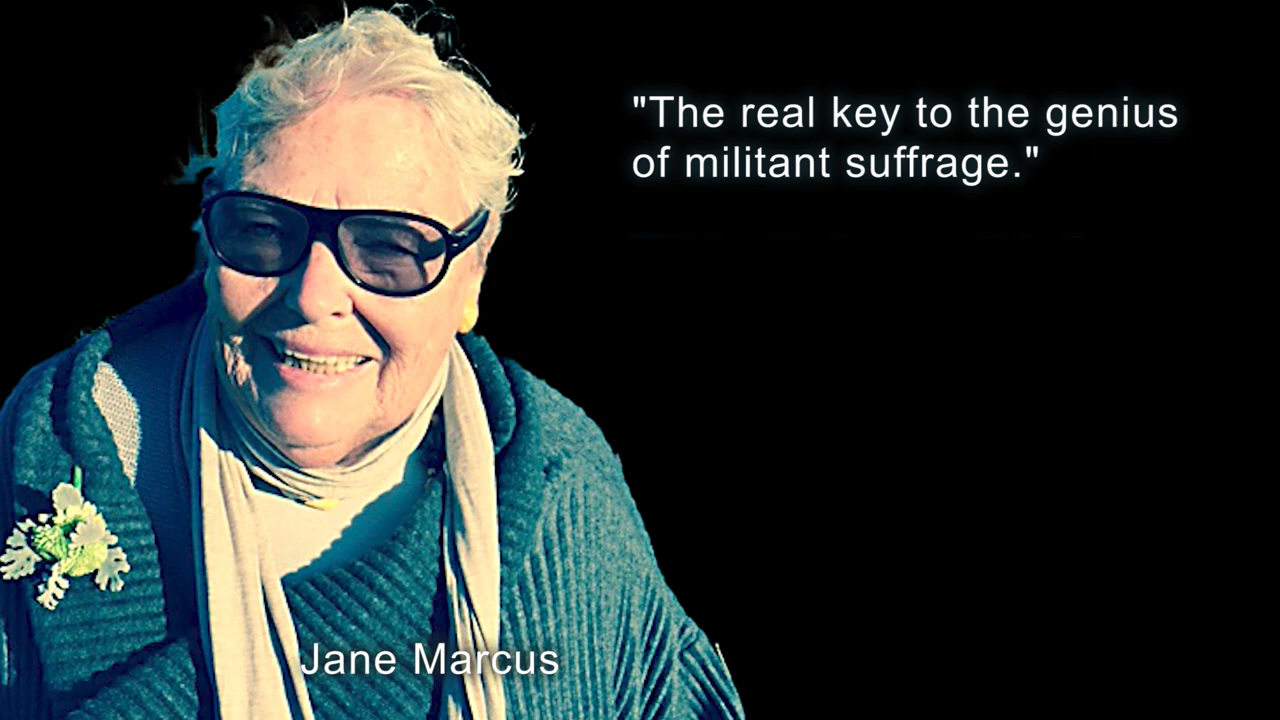 "The real key to the genius
of militant suffrage."
Jane Marcus